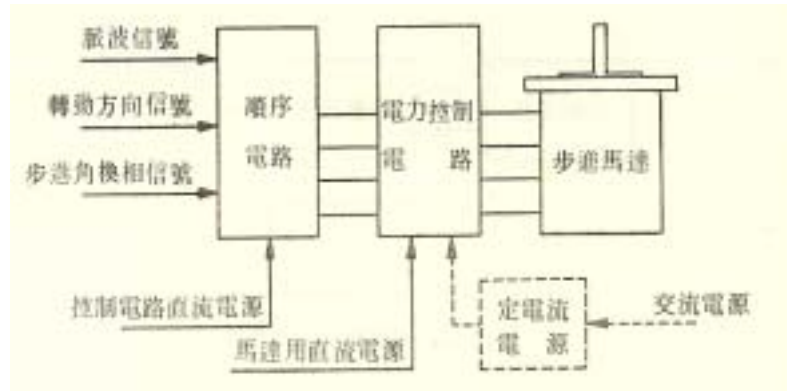 脈波信號
轉動方向信號
步進角換相信號
順序
電路
電力控制
電路
步進馬達
控制電路直流電源
馬達用直流電源
定電流
電源
交流電源